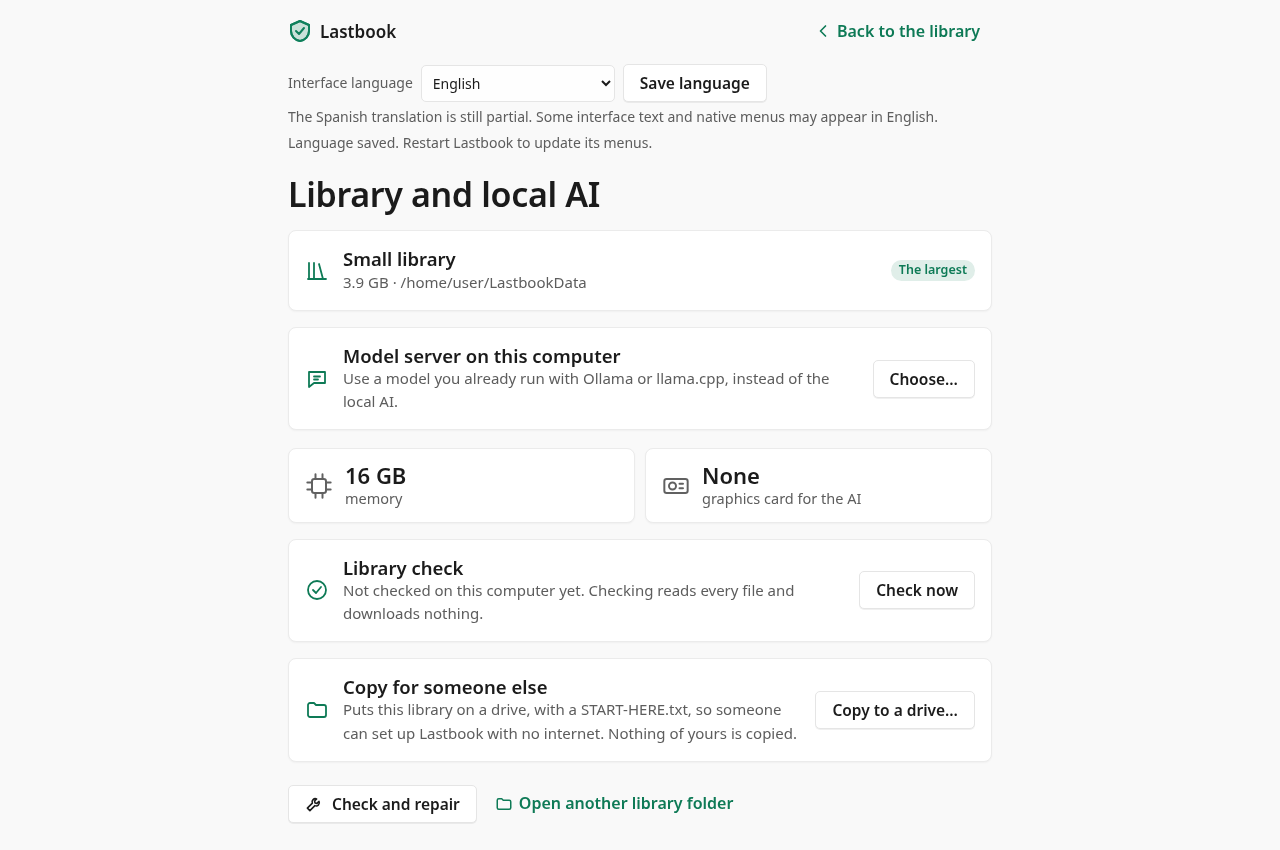 Lastbook
Back to the library
Interface language
English
Save language
The Spanish translation is still partial. Some interface text and native menus may appear in English.
Language saved. Restart Lastbook to update its menus.
Library and local AI
Small library
3.9 GB · /home/user/LastbookData
The largest
Model server on this computer
Use a model you already run with Ollama or llama.cpp, instead of the
local AI.
Choose...
16 GB
memory
None
graphics card for the AI
Library check
Not checked on this computer yet. Checking reads every file and
downloads nothing.
Check now
Copy for someone else
Puts this library on a drive, with a START-HERE.txt, so someone
can set up Lastbook with no internet. Nothing of yours is copied.
Copy to a drive...
Check and repair
Open another library folder